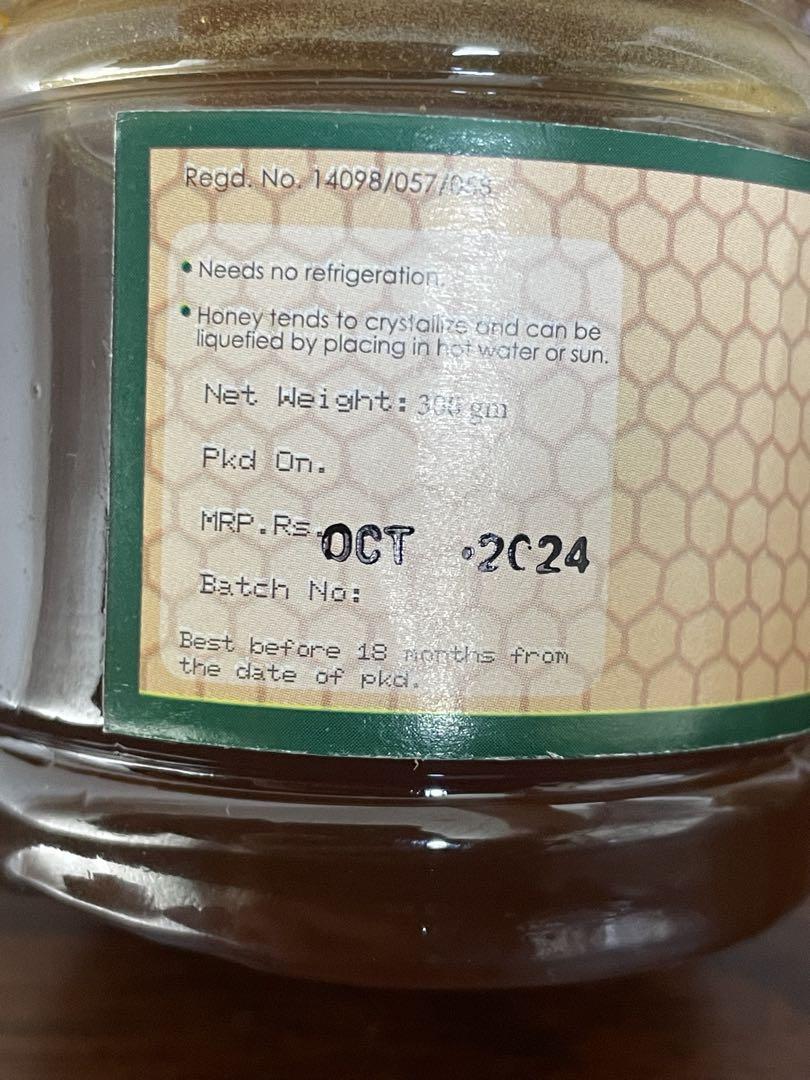 Regd. No. 14098/057/058
• Needs no refrigeration.
• Honey tends to crystallize and can be
liquefied by placing in hot water or sun.
Net Weight: gm
Pkd On.
MRP.Rs.
OCT .2024
Batch No:
Best before 18 months from
the date of pkd.